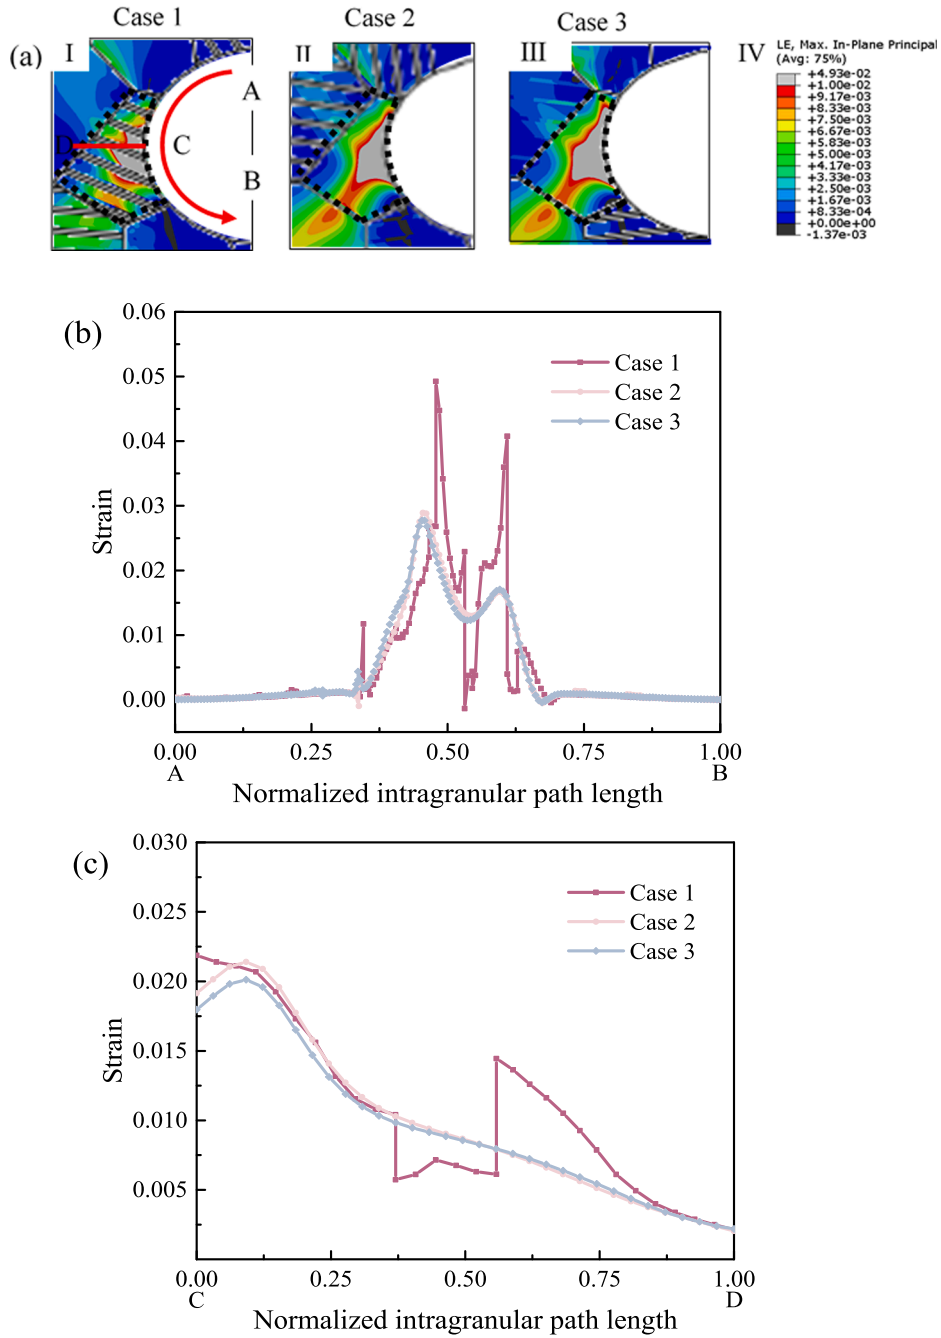 Case 1
Case 2
Case 3
(a)
I
II
III
IV
A
C
D
B
LE, Max. In-Plane Principal
(Avg: 75%)
+4.93e-02
+1.00e-02
+9.17e-03
+8.33e-03
+7.50e-03
+6.67e-03
+5.83e-03
+5.00e-03
+4.17e-03
+3.33e-03
+2.50e-03
+1.67e-03
+8.33e-04
+0.00e+00
-1.37e-03
(b)
0.06
0.05
0.04
0.03
0.02
0.01
0.00
Strain
Case 1
Case 2
Case 3
0.00 0.25 0.50 0.75 1.00
A B
Normalized intragranular path length
(c)
0.030
0.025
0.020
0.015
0.010
0.005
Strain
Case 1
Case 2
Case 3
0.00 0.25 0.50 0.75 1.00
C D
Normalized intragranular path length